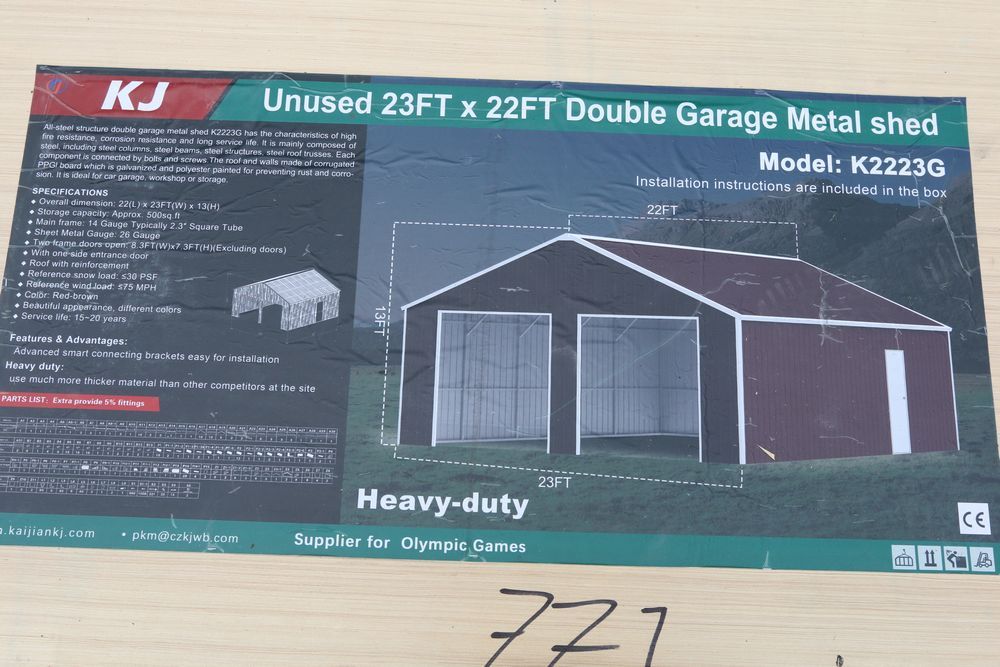 KJ
Unused 23FT x 22FT Double Garage Metal shed
Model: K2223G
Installation instructions are included in the box
All-steel structure double garage metal shed K2223G has the characteristics of high
fire resistance, corrosion resistance and long service life. It is mainly composed of
steel, including steel columns, steel beams, steel structures, steel roof trusses. Each
component is connected by bolts and screws The roof and walls made of corrugated
PPGI board which is galvanized and polyester painted for preventing rust and corro-
sion. It is ideal for car garage, workshop or storage.
SPECIFICATIONS
◆ Overall dimension: 22(L) x 23FT(W) x 13(H)
◆ Storage capacity: Approx. 500sq.ft
◆ Main frame: 14 Gauge Typically 2.3" Square Tube
◆ Sheet Metal Gauge: 26 Gauge
◆ Two frame doors open: 8.3FT(W)x7.3FT(H)(Excluding doors)
◆ With one side entrance door
◆ Roof with reinforcement
◆ Reference snow load: ≤30 PSF
◆ Reference wind load: ≤75 MPH
◆ Color: Red-brown
◆ Beautiful appearance, different colors
◆ Service life: 15~20 years
Features & Advantages:
Advanced smart connecting brackets easy for installation
Heavy duty:
use much more thicker material than other competitors at the site
PARTS LIST: Extra provide 5% fittings
22FT
13FT
23FT
Heavy-duty
CE
.kaijiankj.com • pkm@czkjwb.com
Supplier for Olympic Games
771